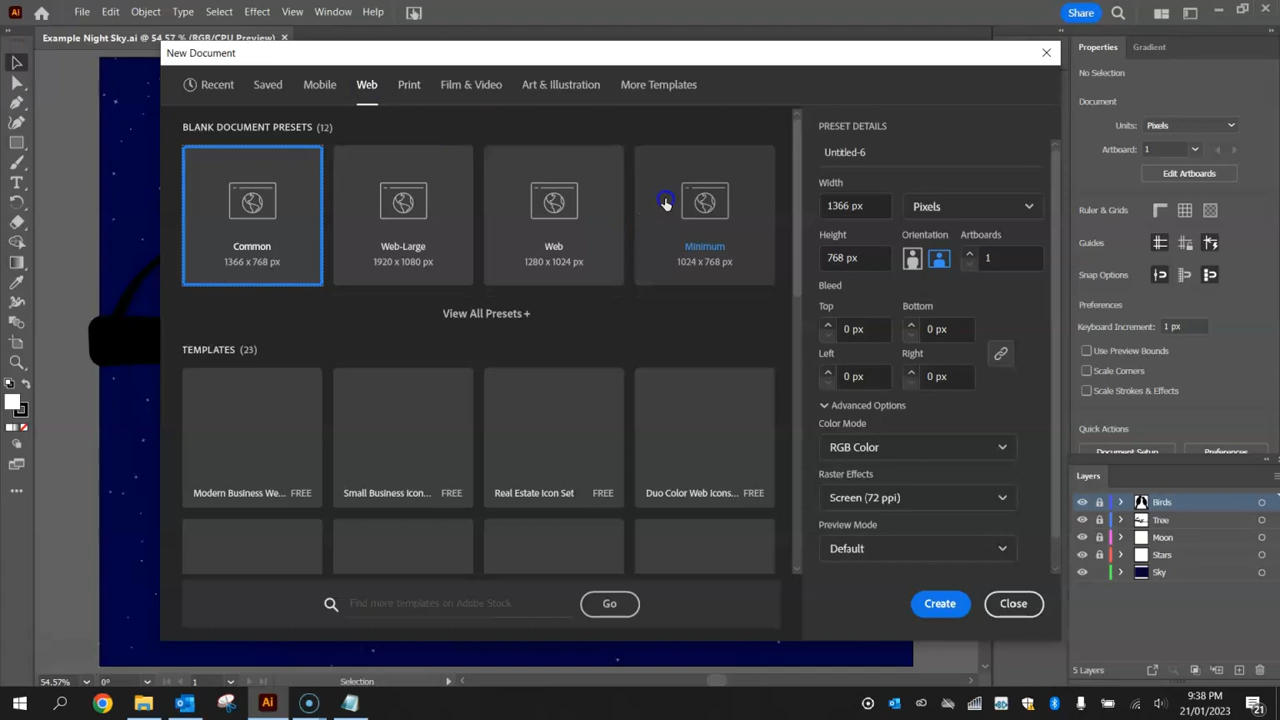 Ai File Edit Object Type Select Effect View Window Help Share
Example Night Sky.ai @ 54.57 % (RGB/CPU Preview) ×
New Document
Recent Saved Mobile Web Print Film & Video Art & Illustration More Templates
BLANK DOCUMENT PRESETS (12)
Common Web-Large Web Minimum
1366 x 768 px 1920 x 1080 px 1280 x 1024 px 1024 x 768 px
View All Presets +
TEMPLATES (23)
Modern Business We... FREE Small Business Icon... FREE Real Estate Icon Set FREE Duo Color Web Icons... FREE
Find more templates on Adobe Stock Go
PRESET DETAILS
Untitled-6
Width
1366 px Pixels
Height Orientation Artboards
768 px 1
Bleed
Top Bottom
0 px 0 px
Left Right
0 px 0 px
Advanced Options
Color Mode
RGB Color
Raster Effects
Screen (72 ppi)
Preview Mode
Default
Create Close
Properties Gradient
No Selection
Document
Units: Pixels
Artboard: 1
Edit Artboards
Ruler & Grids
Guides
Snap Options
Preferences
Keyboard Increment: 1 px
Use Preview Bounds
Scale Corners
Scale Strokes & Effects
Quick Actions
Document Setup Preferences
Layers
Birds
Tree
Moon
Stars
Sky
5 Layers
54.57% 0° 1 Selection
Ai 9:38 PM
21/01/2023 21